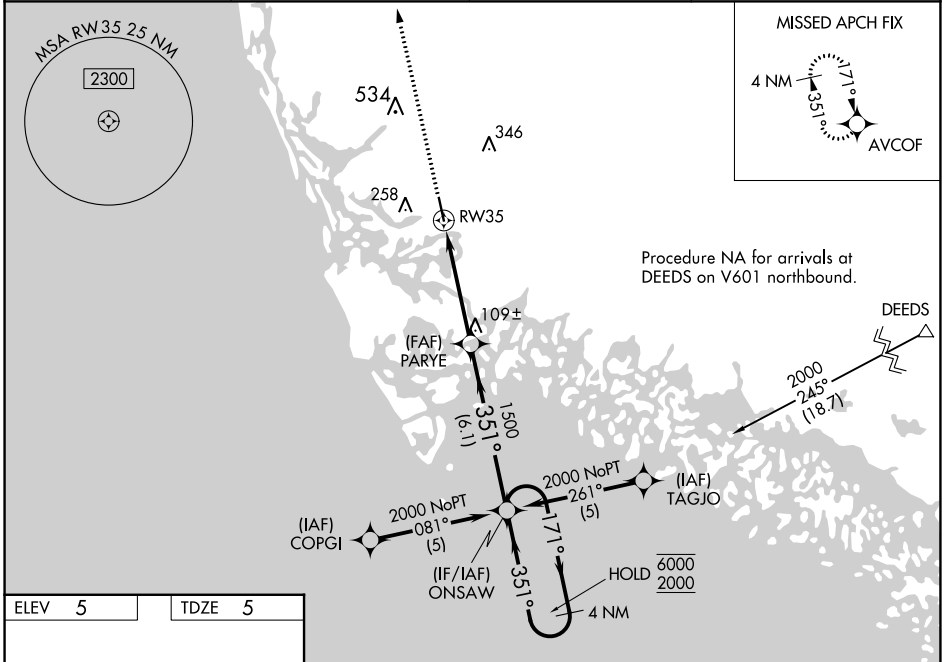 MSA RW35 25 NM
2300
MISSED APCH FIX
4 NM
171°
351°
AVCOF
534
346
258
RW35
Procedure NA for arrivals at
DEEDS on V601 northbound.
109±
(FAF)
PARYE
DEEDS
2000
245°
(18.7)
1500
351°
(6.1)
2000 NoPT
261°
(5)
(IAF)
TAGJO
2000 NoPT
081°
(5)
(IAF)
COPGI
(IF/IAF)
ONSAW
171°
351°
HOLD 6000
2000
4 NM
ELEV 5
TDZE 5